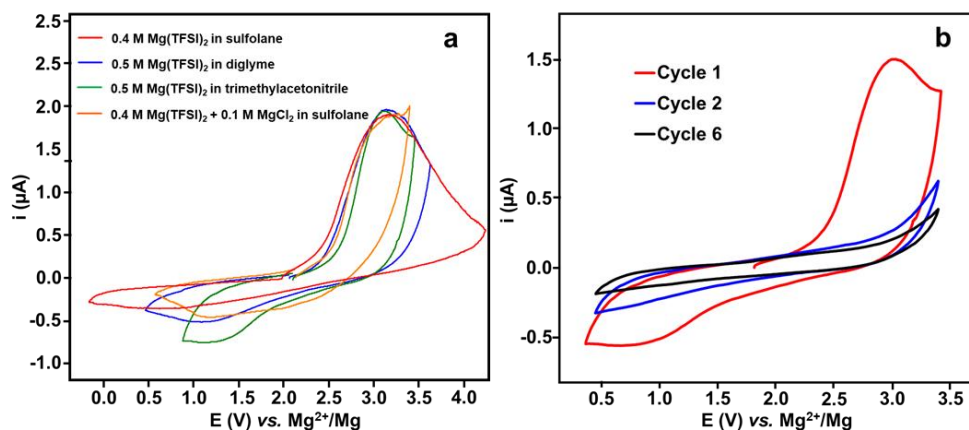 a
0.4 M Mg(TFSI)2 in sulfolane
0.5 M Mg(TFSI)2 in diglyme
0.5 M Mg(TFSI)2 in trimethylacetonitrile
0.4 M Mg(TFSI)2 + 0.1 M MgCl2 in sulfolane
2.5
2.0
1.5
1.0
0.5
0.0
-0.5
-1.0
i (µA)
0.0 0.5 1.0 1.5 2.0 2.5 3.0 3.5 4.0
E (V) vs. Mg2+/Mg
b
Cycle 1
Cycle 2
Cycle 6
1.5
1.0
0.5
0.0
-0.5
i (µA)
0.5 1.0 1.5 2.0 2.5 3.0 3.5
E (V) vs. Mg2+/Mg